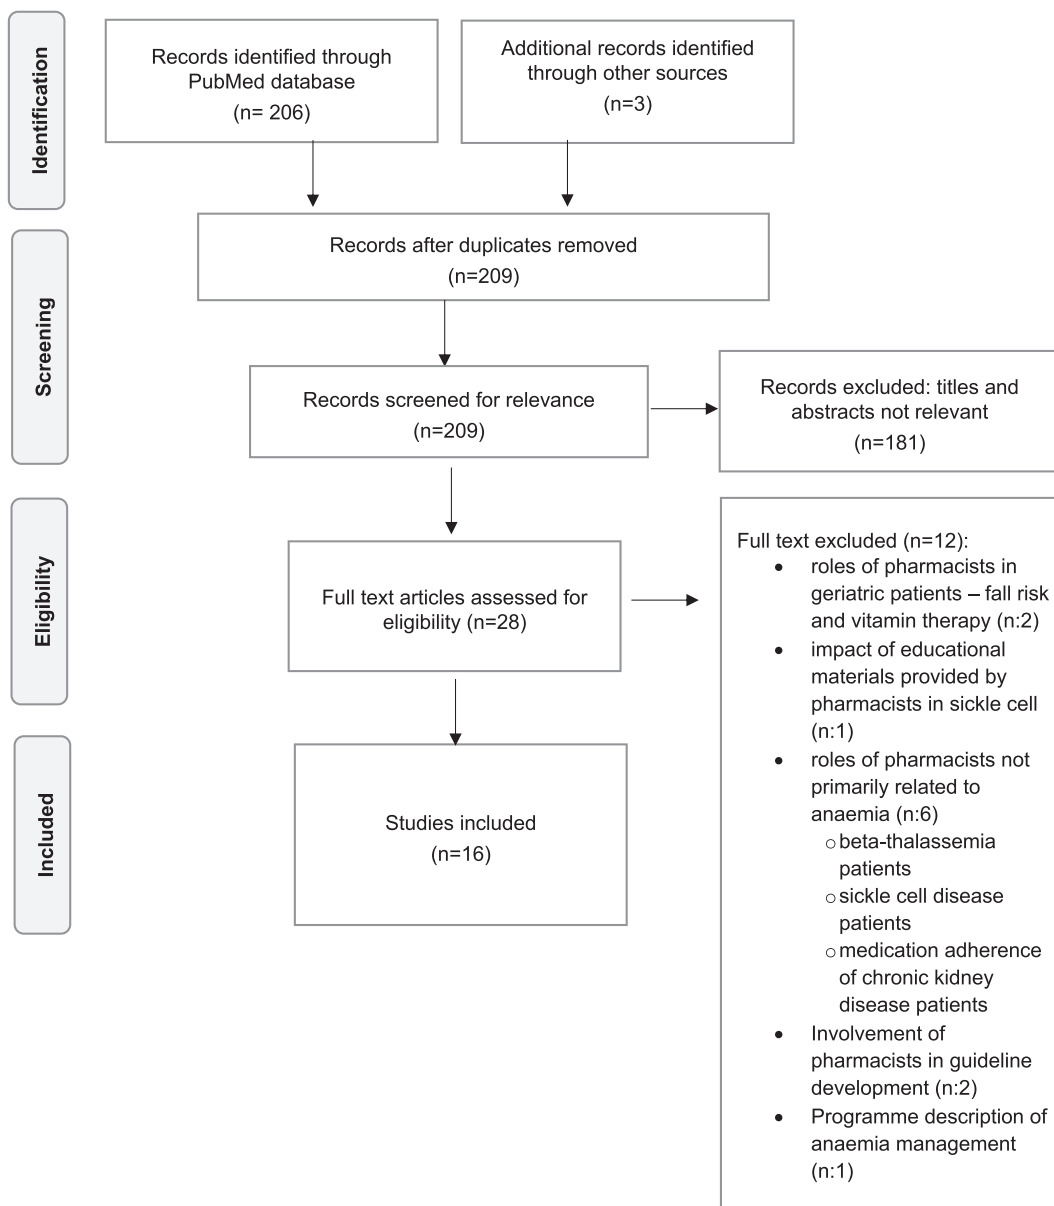 Identification
Records identified through
PubMed database
(n= 206)
Additional records identified
through other sources
(n=3)
Screening
Records after duplicates removed
(n=209)
Records screened for relevance
(n=209)
Records excluded: titles and
abstracts not relevant
(n=181)
Eligibility
Full text articles assessed for
eligibility (n=28)
Full text excluded (n=12):
• roles of pharmacists in
geriatric patients – fall risk
and vitamin therapy (n:2)
• impact of educational
materials provided by
pharmacists in sickle cell
(n:1)
• roles of pharmacists not
primarily related to
anaemia (n:6)
o beta-thalassemia
patients
o sickle cell disease
patients
o medication adherence
of chronic kidney
disease patients
• Involvement of
pharmacists in guideline
development (n:2)
• Programme description of
anaemia management
(n:1)
Included
Studies included
(n=16)